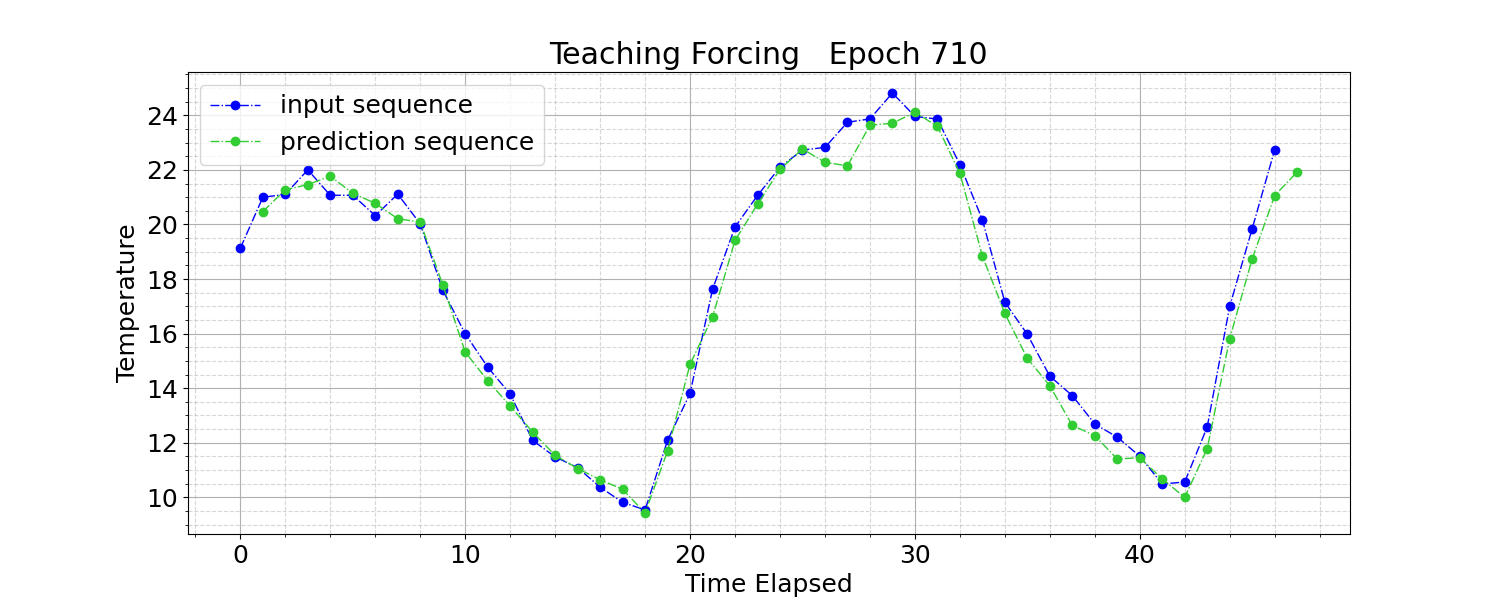 Teaching Forcing   Epoch 710
input sequence
prediction sequence
Temperature
24
22
20
18
16
14
12
10
0 10 20 30 40
Time Elapsed